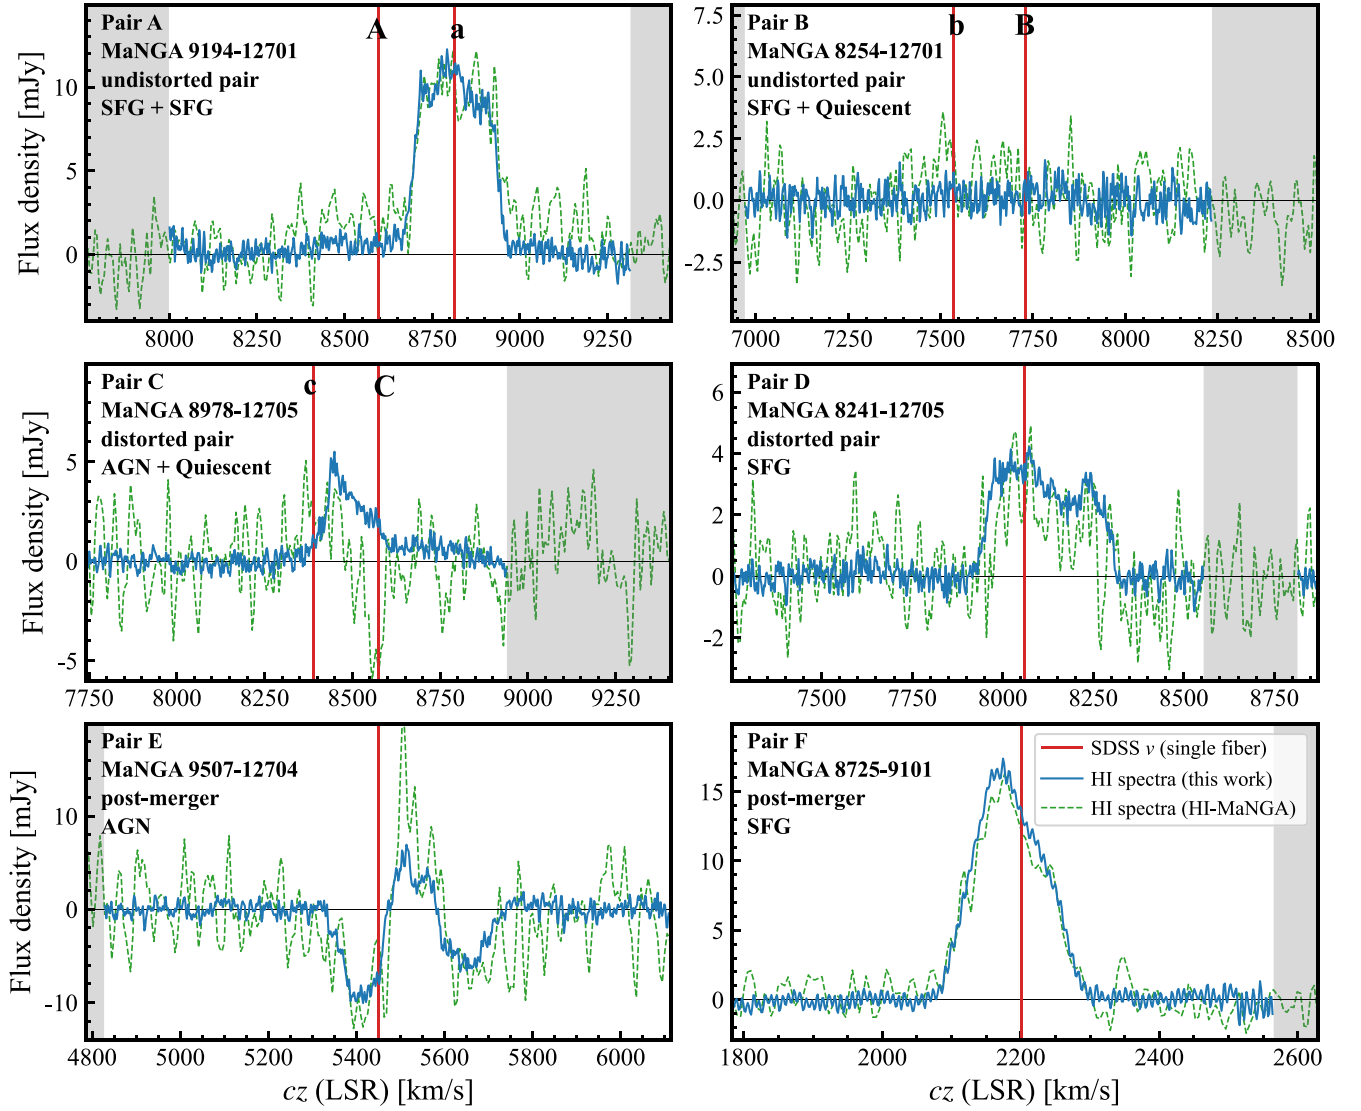 Pair A
MaNGA 9194-12701
undistorted pair
SFG + SFG
A
a
Flux density [mJy]
10
5
0
8000 8250 8500 8750 9000 9250
Pair B
MaNGA 8254-12701
undistorted pair
SFG + Quiescent
b
B
7.5
5.0
2.5
0.0
-2.5
7000 7250 7500 7750 8000 8250 8500
Pair C
MaNGA 8978-12705
distorted pair
AGN + Quiescent
c
C
Flux density [mJy]
5
0
-5
7750 8000 8250 8500 8750 9000 9250
Pair D
MaNGA 8241-12705
distorted pair
SFG
6
4
2
0
-2
7500 7750 8000 8250 8500 8750
Pair E
MaNGA 9507-12704
post-merger
AGN
Flux density [mJy]
10
0
-10
4800 5000 5200 5400 5600 5800 6000
cz (LSR) [km/s]
Pair F
MaNGA 8725-9101
post-merger
SFG
SDSS v (single fiber)
HI spectra (this work)
HI spectra (HI-MaNGA)
15
10
5
0
1800 2000 2200 2400 2600
cz (LSR) [km/s]